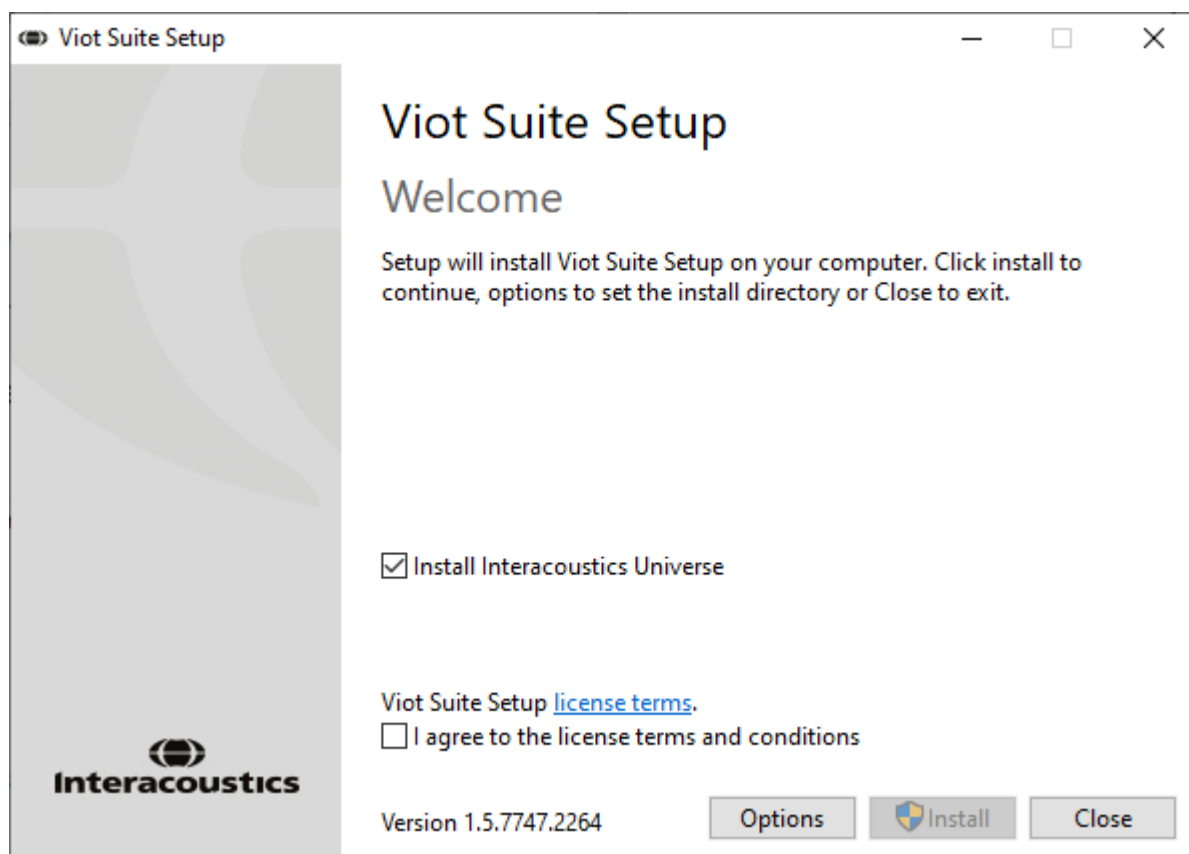 Viot Suite Setup
Viot Suite Setup
Welcome
Setup will install Viot Suite Setup on your computer. Click install to
continue, options to set the install directory or Close to exit.
Install Interacoustics Universe
Viot Suite Setup license terms.
I agree to the license terms and conditions
Interacoustics
Version 1.5.7747.2264
Options
Install
Close